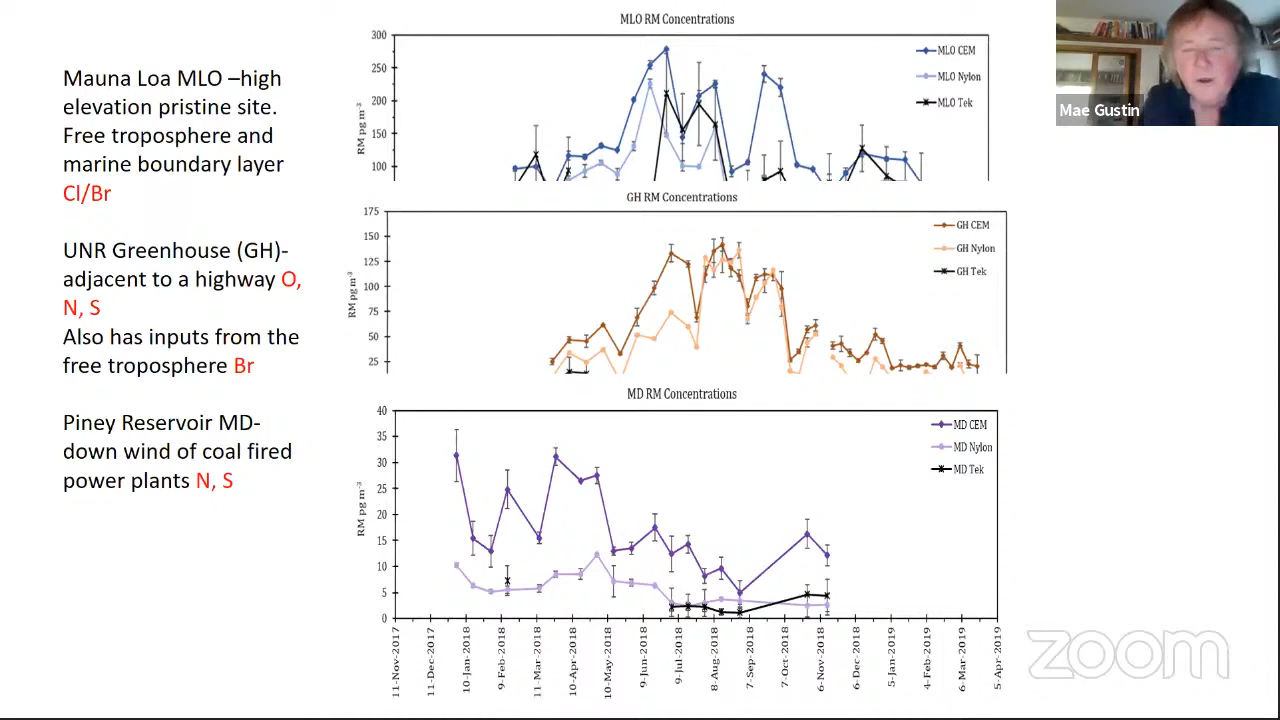 Mauna Loa MLO –high
elevation pristine site.
Free troposphere and
marine boundary layer
Cl/Br
UNR Greenhouse (GH)-
adjacent to a highway O,
N, S
Also has inputs from the
free troposphere Br
Piney Reservoir MD-
down wind of coal fired
power plants N, S
MLO RM Concentrations
300
250
200
150
100
RM pg m⁻³
MLO CEM
MLO Nylon
MLO Tek
GH RM Concentrations
175
150
125
100
75
50
25
RM pg m⁻³
GH CEM
GH Nylon
GH Tek
MD RM Concentrations
40
35
30
25
20
15
10
5
0
RM pg m⁻³
MD CEM
MD Nylon
MD Tek
11-Nov-2017
11-Dec-2017
10-Jan-2018
9-Feb-2018
11-Mar-2018
10-Apr-2018
10-May-2018
9-Jun-2018
9-Jul-2018
8-Aug-2018
7-Sep-2018
7-Oct-2018
6-Nov-2018
6-Dec-2018
5-Jan-2019
4-Feb-2019
6-Mar-2019
5-Apr-2019
Mae Gustin
zoom